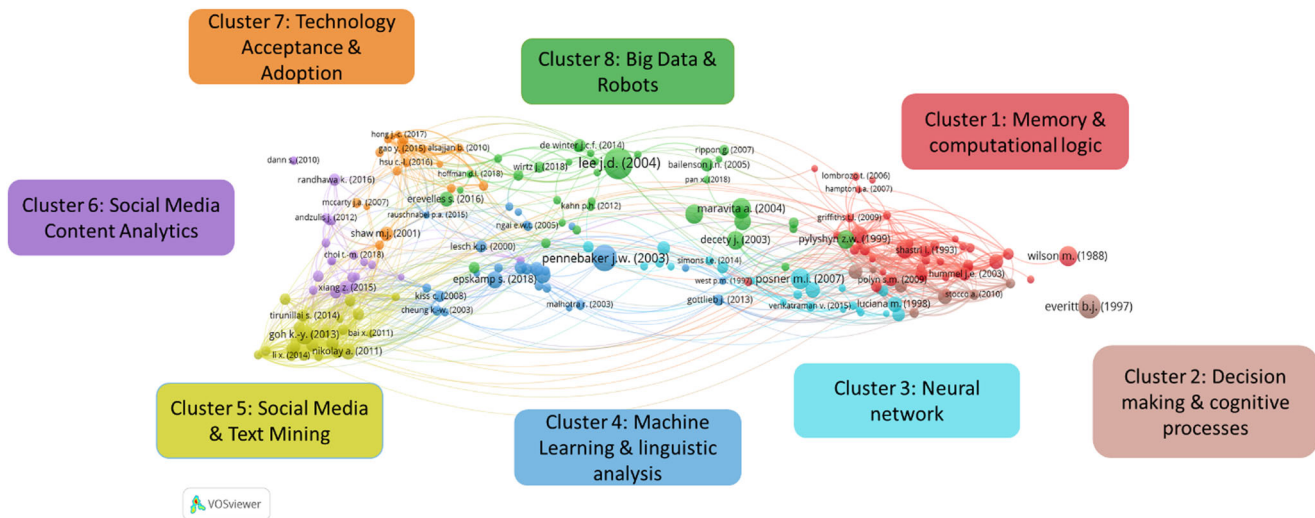 Cluster 7: Technology
Acceptance &
Adoption
Cluster 8: Big Data &
Robots
Cluster 1: Memory &
computational logic
Cluster 6: Social Media
Content Analytics
hong j.-c. (2017)
gao y. (2015)
alsajjan b. (2010)
hsu c.-l. (2016)
dann s. (2010)
randhawa k. (2016)
hoffman d.l. (2018)
mccarty j.a. (2007)
erevelles s. (2016)
andzulis j. (2012)
rauschnabel p.a. (2015)
shaw m.j. (2001)
choi t.-m. (2018)
xiang z. (2015)
de winter j.c.f. (2014)
lee j.d. (2004)
wirtz j. (2018)
rippon g. (2007)
bailenson j.n. (2005)
pan x. (2018)
kahn p.h. (2012)
ngai e.w.t. (2005)
maravita a. (2004)
decety j. (2003)
lombrozo t. (2006)
hampton j.a. (2007)
griffiths t.l. (2009)
pylyshyn z.w. (1999)
shastri l. (1993)
wilson m. (1988)
hummel j.e. (2003)
polyn s.m. (2009)
stocco a. (2010)
everitt b.j. (1997)
lesch k.p. (2000)
pennebaker j.w. (2003)
simons j.e. (2014)
epskamp s. (2018)
west p.m. (1997)
posner m.i. (2007)
kiss c. (2008)
malhotra r. (2003)
gottlieb j. (2013)
venkatraman v. (2015)
luciana m. (1998)
cheung k.-w. (2003)
tirunillai s. (2014)
goh k.-y. (2013)
bai x. (2011)
li x. (2014)
nikolay a. (2011)
Cluster 5: Social Media
& Text Mining
Cluster 4: Machine
Learning & linguistic
analysis
Cluster 3: Neural
network
Cluster 2: Decision
making & cognitive
processes
VOSviewer